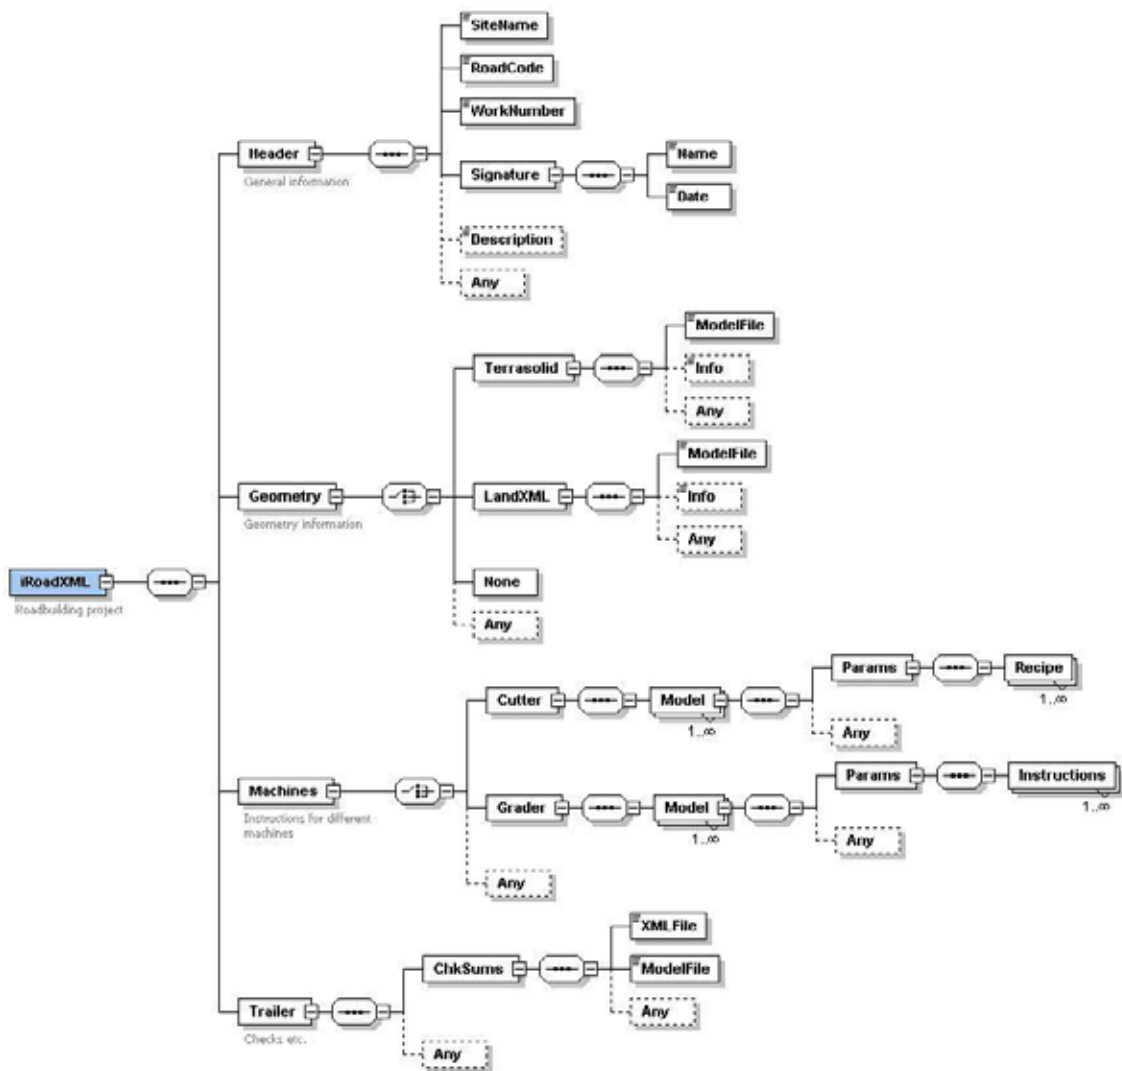 SiteName
RoadCode
WorkNumber
Header
General information
Signature
Name
Date
Description
Any
Terrasolid
ModelFile
Info
Any
Geometry
Geometry information
LandXML
ModelFile
Info
Any
None
Any
iRoadXML
Roadbuilding project
Machines
Instructions for different
machines
Cutter
Model
1..∞
Params
Recipe
1..∞
Any
Grader
Model
1..∞
Params
Instructions
1..∞
Any
Any
Trailer
Checks etc.
ChkSums
XMLFile
ModelFile
Any
Any